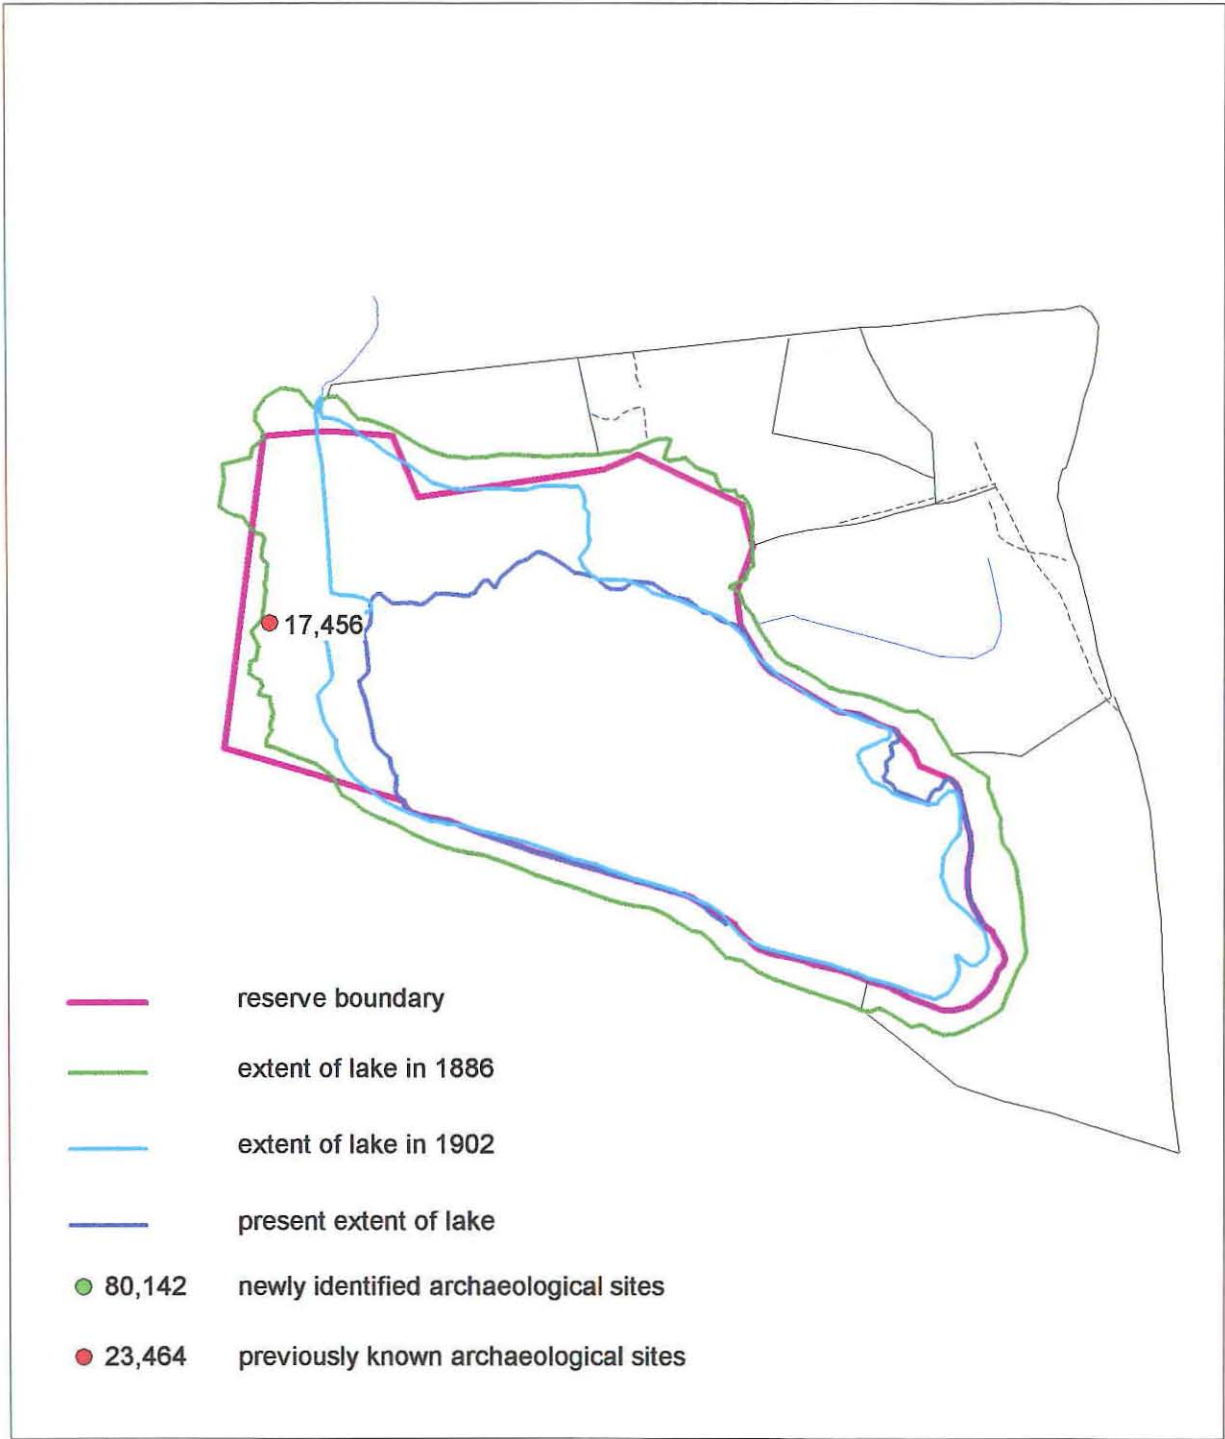 17,456
reserve boundary
extent of lake in 1886
extent of lake in 1902
present extent of lake
80,142 newly identified archaeological sites
23,464 previously known archaeological sites